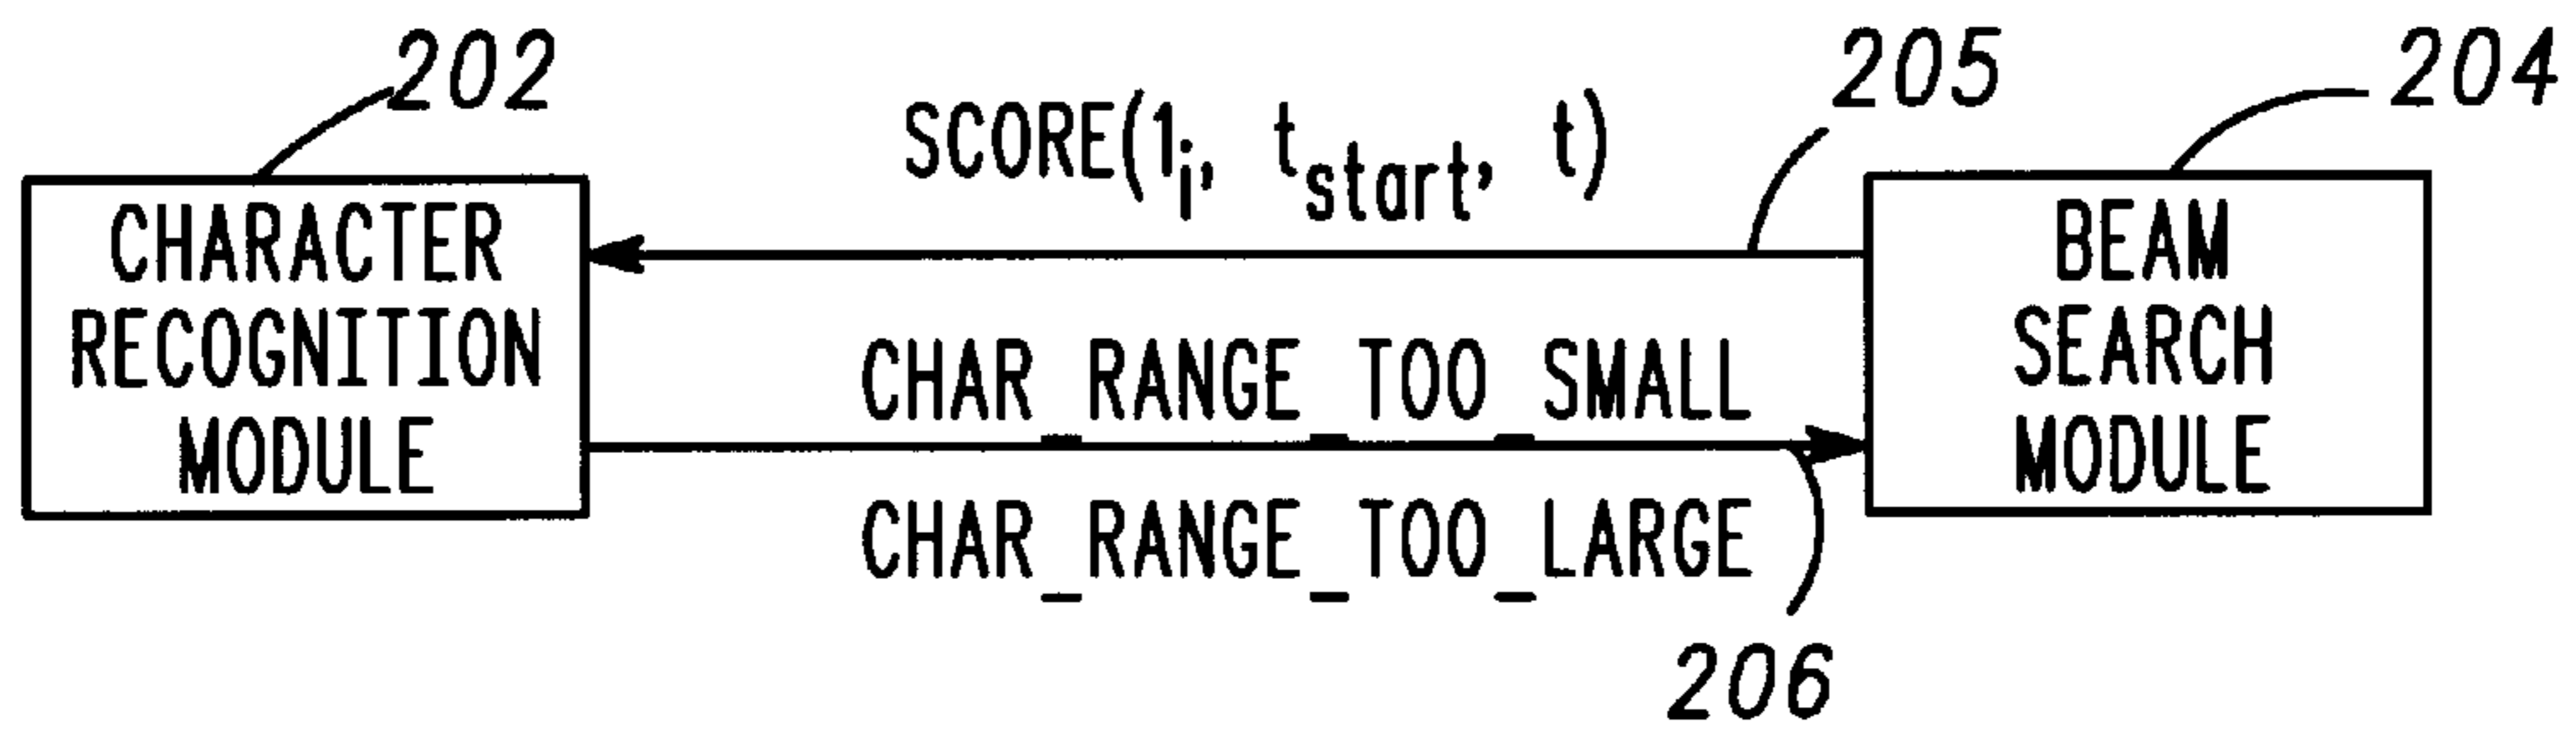 202
205
204
SCORE(1i, tstart, t)
CHARACTER
RECOGNITION
MODULE
BEAM
SEARCH
MODULE
CHAR_RANGE_TOO_SMALL
CHAR_RANGE_TOO_LARGE
206